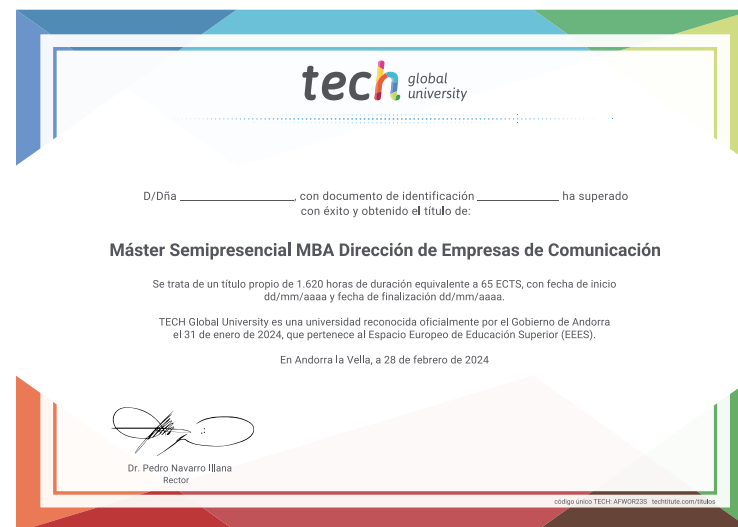 tech global university
D/Dña ____________________, con documento de identificación ______________ ha superado
con éxito y obtenido el título de:
Máster Semipresencial MBA Dirección de Empresas de Comunicación
Se trata de un título propio de 1.620 horas de duración equivalente a 65 ECTS, con fecha de inicio
dd/mm/aaaa y fecha de finalización dd/mm/aaaa.
TECH Global University es una universidad reconocida oficialmente por el Gobierno de Andorra
el 31 de enero de 2024, que pertenece al Espacio Europeo de Educación Superior (EEES).
En Andorra la Vella, a 28 de febrero de 2024
Dr. Pedro Navarro Illana
Rector
código único TECH: AFWOR23S techtitute.com/titulos